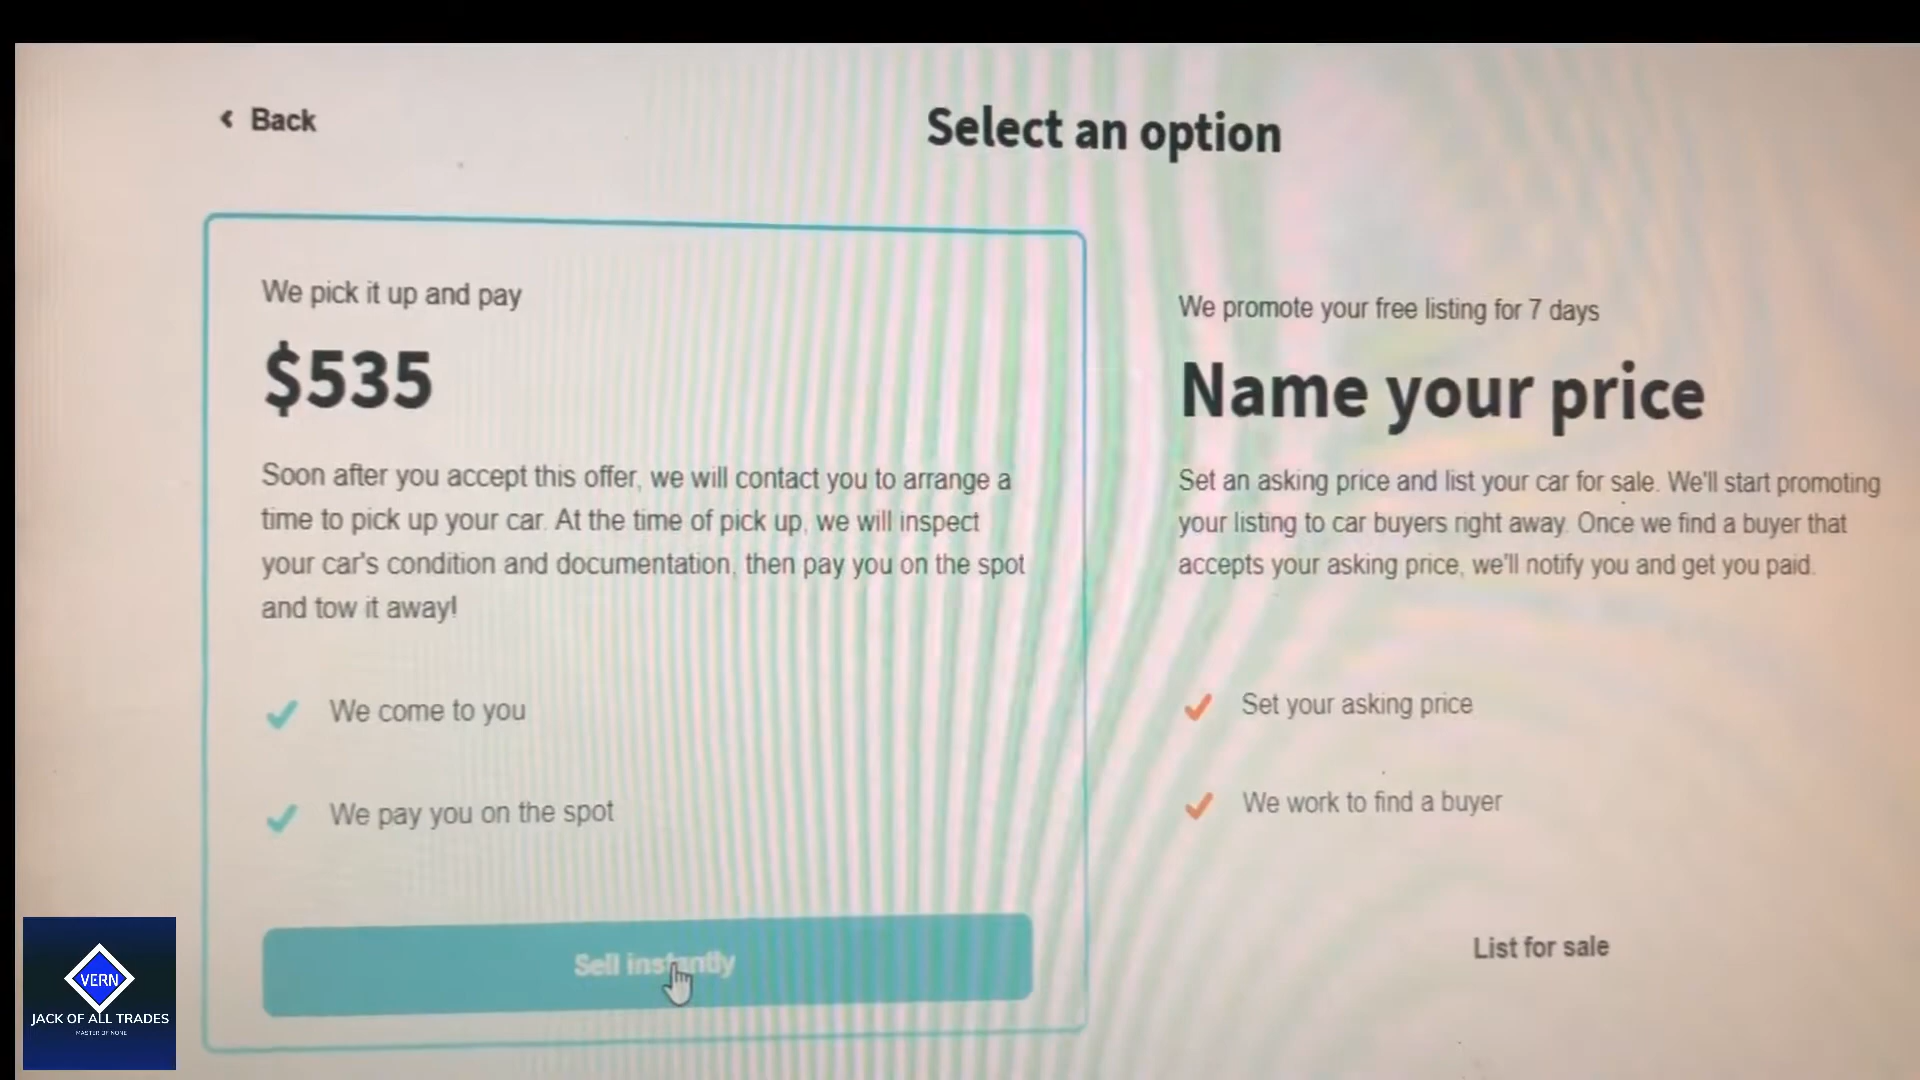 Back
Select an option
We pick it up and pay
$535
Soon after you accept this offer, we will contact you to arrange a
time to pick up your car. At the time of pick up, we will inspect
your car's condition and documentation, then pay you on the spot
and tow it away!
We come to you
We pay you on the spot
Sell instantly
We promote your free listing for 7 days
Name your price
Set an asking price and list your car for sale. We'll start promoting
your listing to car buyers right away. Once we find a buyer that
accepts your asking price, we'll notify you and get you paid.
Set your asking price
We work to find a buyer
List for sale
VERN
JACK OF ALL TRADES
MASTER OF NONE